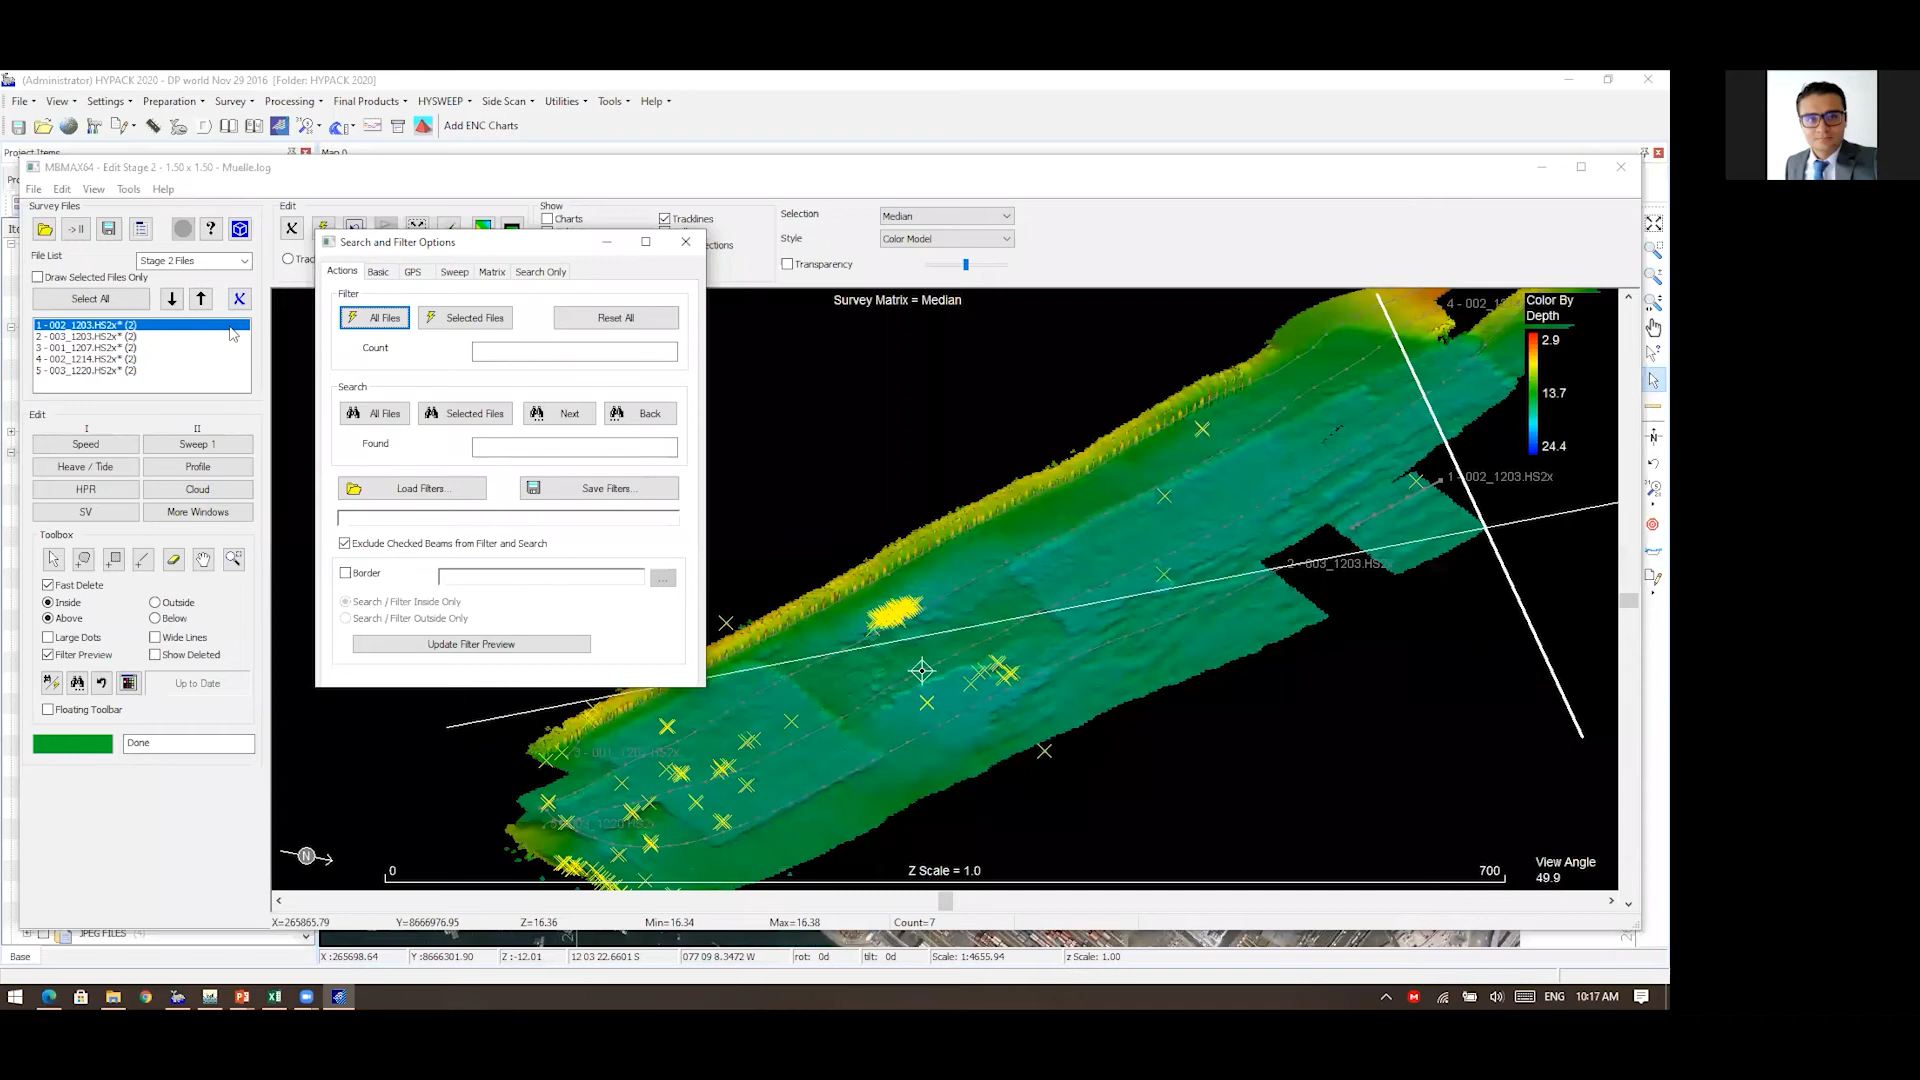 (Administrator) HYPACK 2020 - DP world Nov 29 2016 [Folder: HYPACK 2020]
File View Settings Preparation Survey Processing Final Products HYSWEEP Side Scan Utilities Tools Help
Add ENC Charts
Project Items Map 0
MBMAX64 - Edit Stage 2 - 1.50 x 1.50 - Muelle.log
File Edit View Tools Help
Survey Files
->II
?
File List
Stage 2 Files
Draw Selected Files Only
Select All
X
1 - 002_1203.HS2x* (2)
2 - 003_1203.HS2x* (2)
3 - 001_1207.HS2x* (2)
4 - 002_1214.HS2x* (2)
5 - 003_1220.HS2x* (2)
Edit
I II
Speed Sweep 1
Heave / Tide Profile
HPR Cloud
SV More Windows
Toolbox
Fast Delete
Inside Outside
Above Below
Large Dots Wide Lines
Filter Preview Show Deleted
Up to Date
Floating Toolbar
Done
Edit
X
Show
Charts
Tracklines
Selection
Median
Style
Color Model
Transparency
Search and Filter Options
Actions Basic GPS Sweep Matrix Search Only
Filter
All Files Selected Files Reset All
Count
Search
All Files Selected Files Next Back
Found
Load Filters... Save Filters...
Exclude Checked Beams from Filter and Search
Border
...
Search / Filter Inside Only
Search / Filter Outside Only
Update Filter Preview
Survey Matrix = Median
Color By
Depth
2.9
13.7
24.4
1 - 002_1203.HS2x
2 - 003_1203.HS2x
N
0
Z Scale = 1.0
700
View Angle
49.9
X=265865.79 Y=8666976.95 Z=16.36 Min=16.34 Max=16.38 Count=7
JPEG FILES (4)
Base
X :265698.64 Y :8666301.90 Z :-12.01 12 03 22.6601 S 077 09 8.3472 W rot: 0d tilt: 0d Scale: 1:4655.94 z Scale: 1.00
ENG 10:17 AM